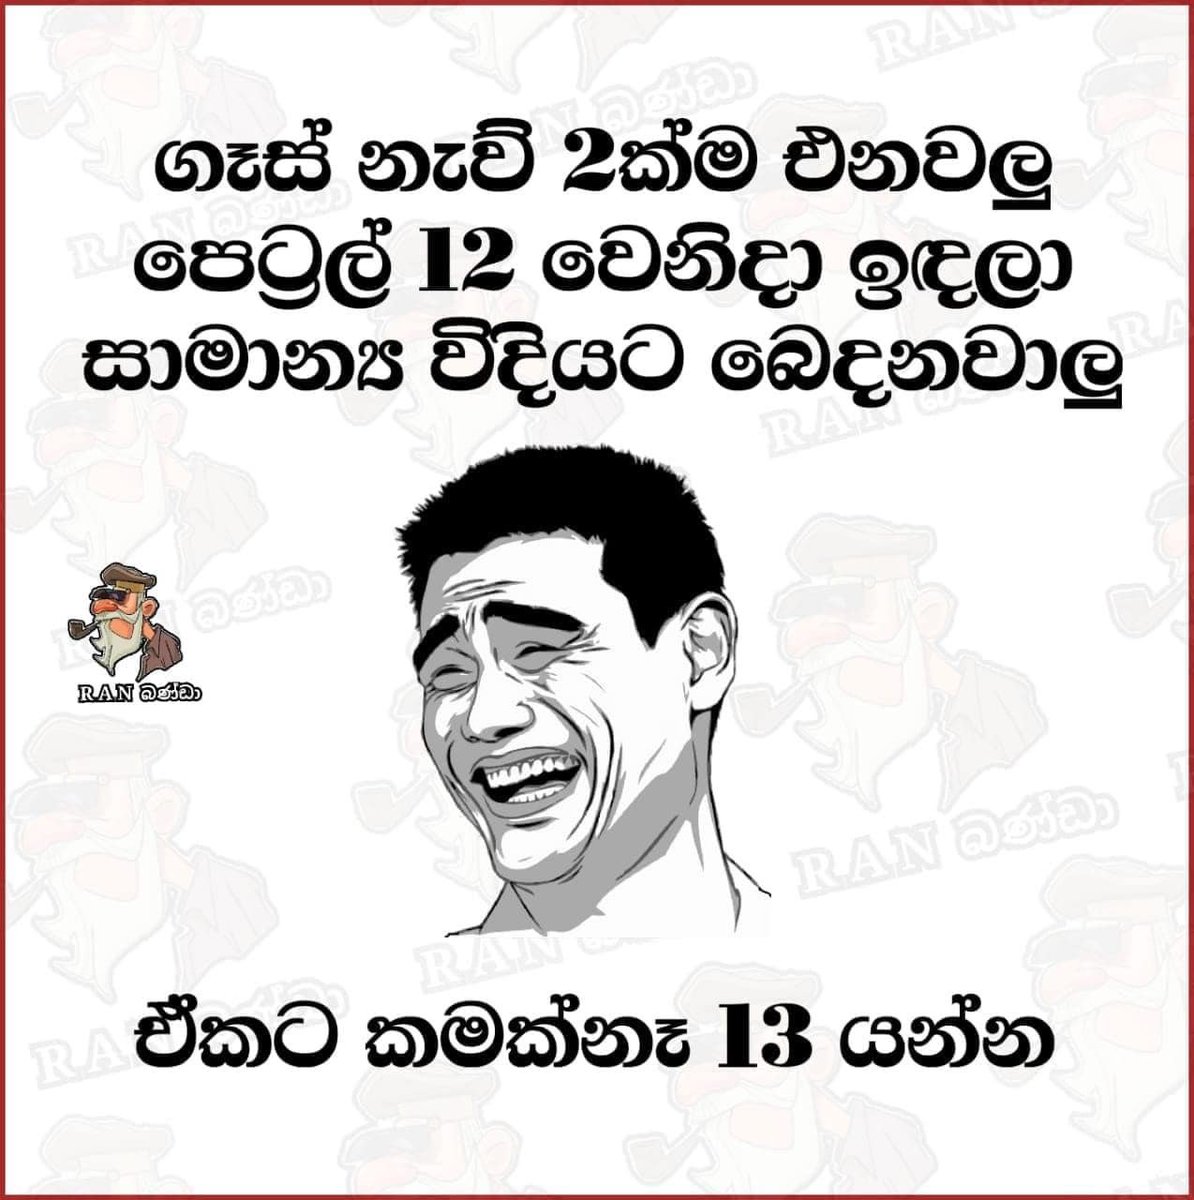 ගෑස් නැව් 2ක්ම එනවලු
පෙට්‍රල් 12 වෙනිදා ඉඳලා
සාමාන්‍ය විදියට බෙදනවාලු
RAN බණ්ඩා
ඒකට කමක්නෑ 13 යන්න